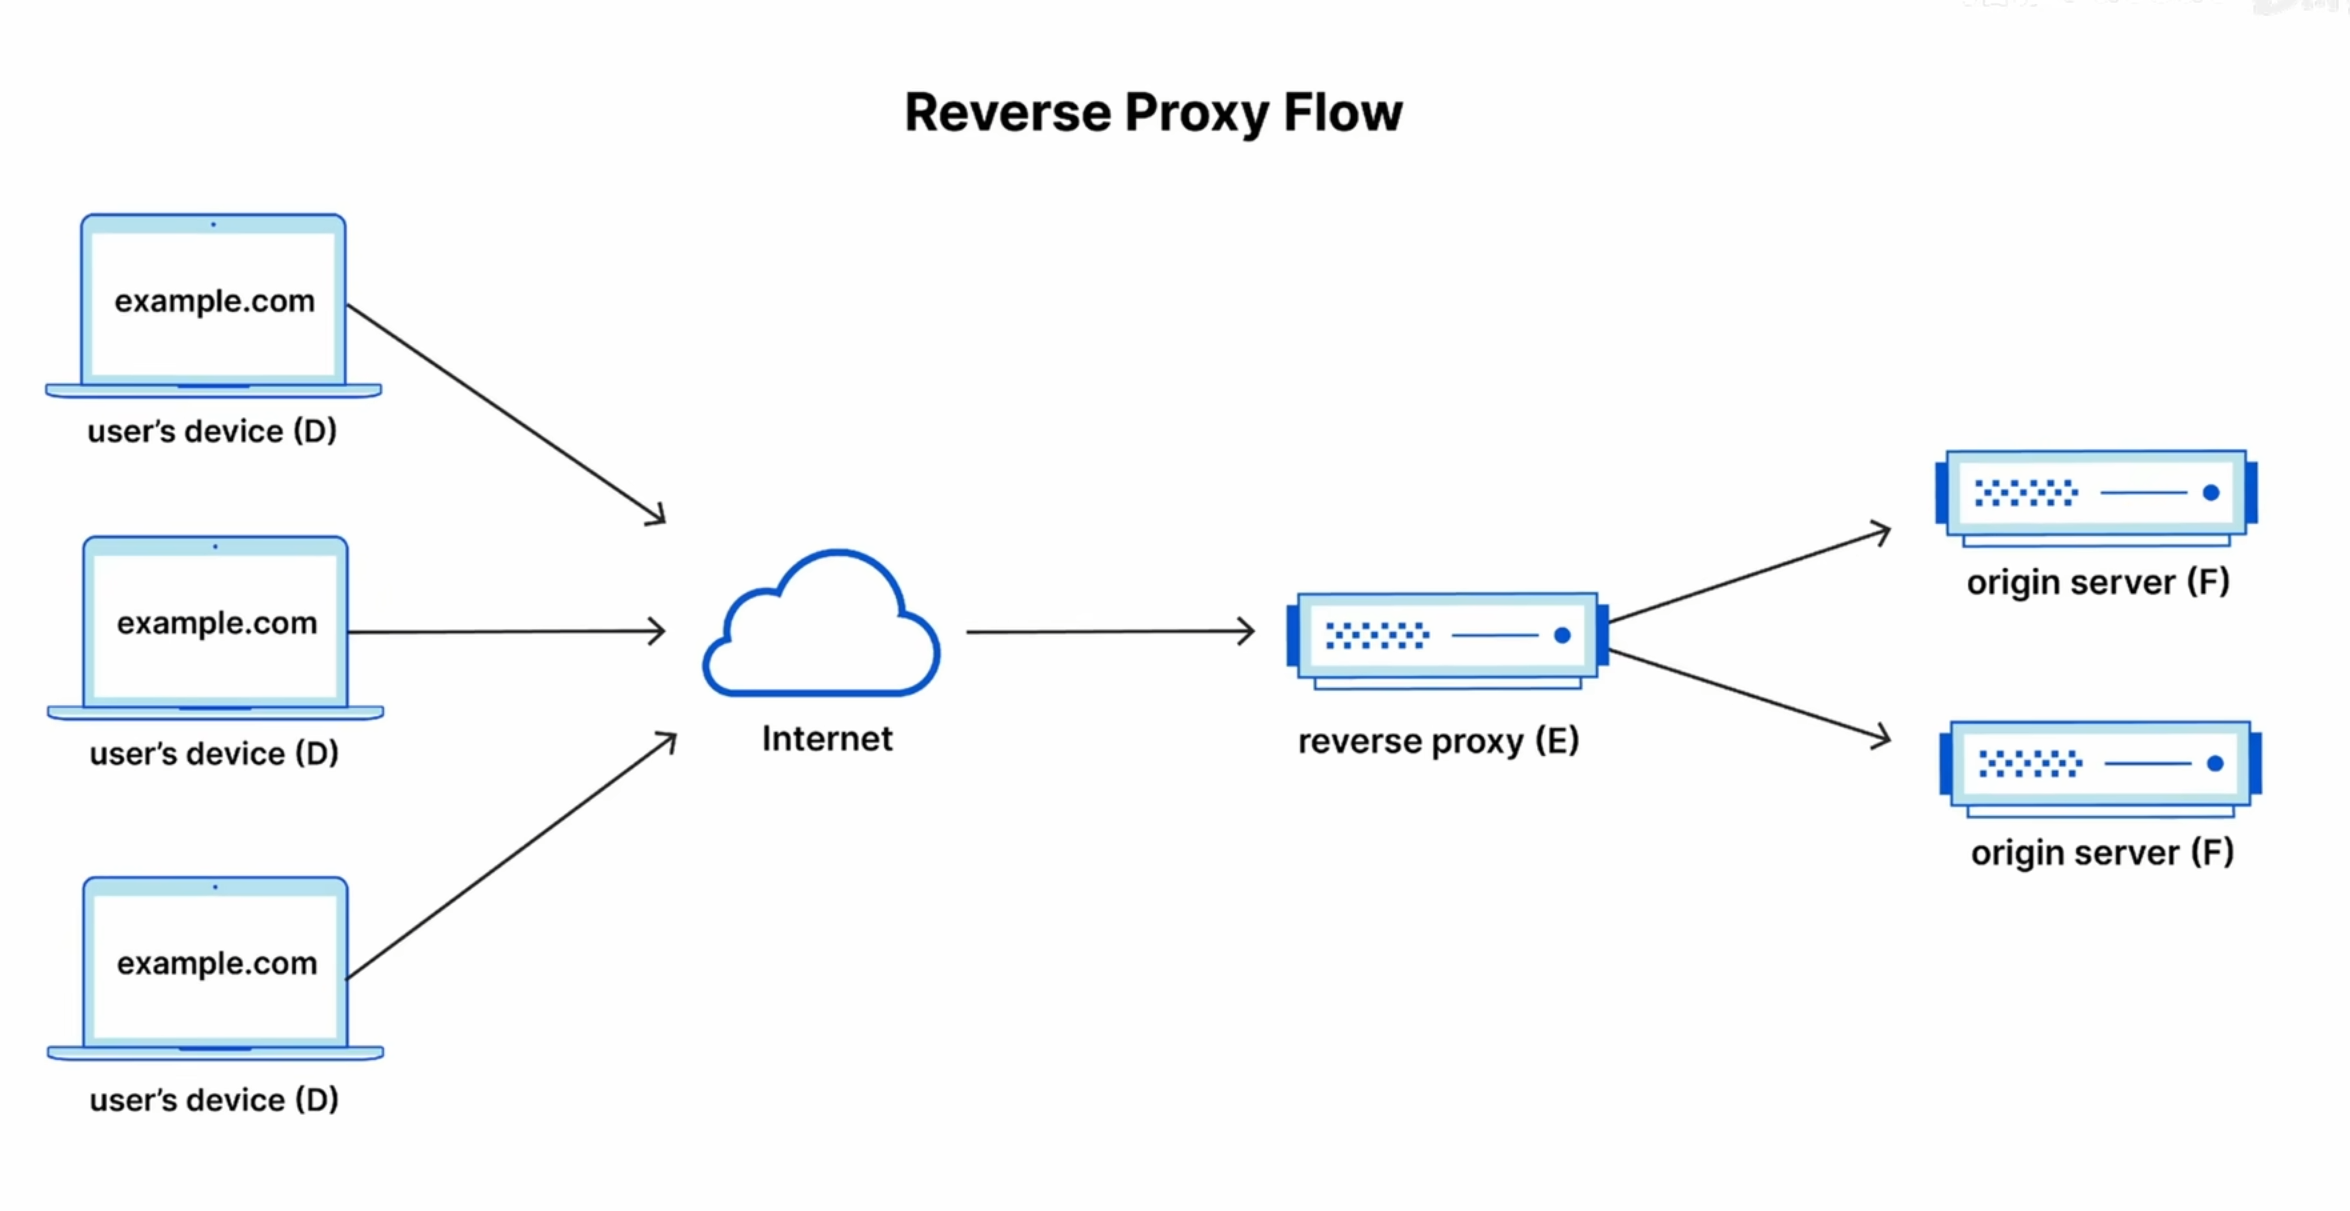 Reverse Proxy Flow
example.com
user's device (D)
example.com
user's device (D)
example.com
user's device (D)
Internet
reverse proxy (E)
origin server (F)
origin server (F)